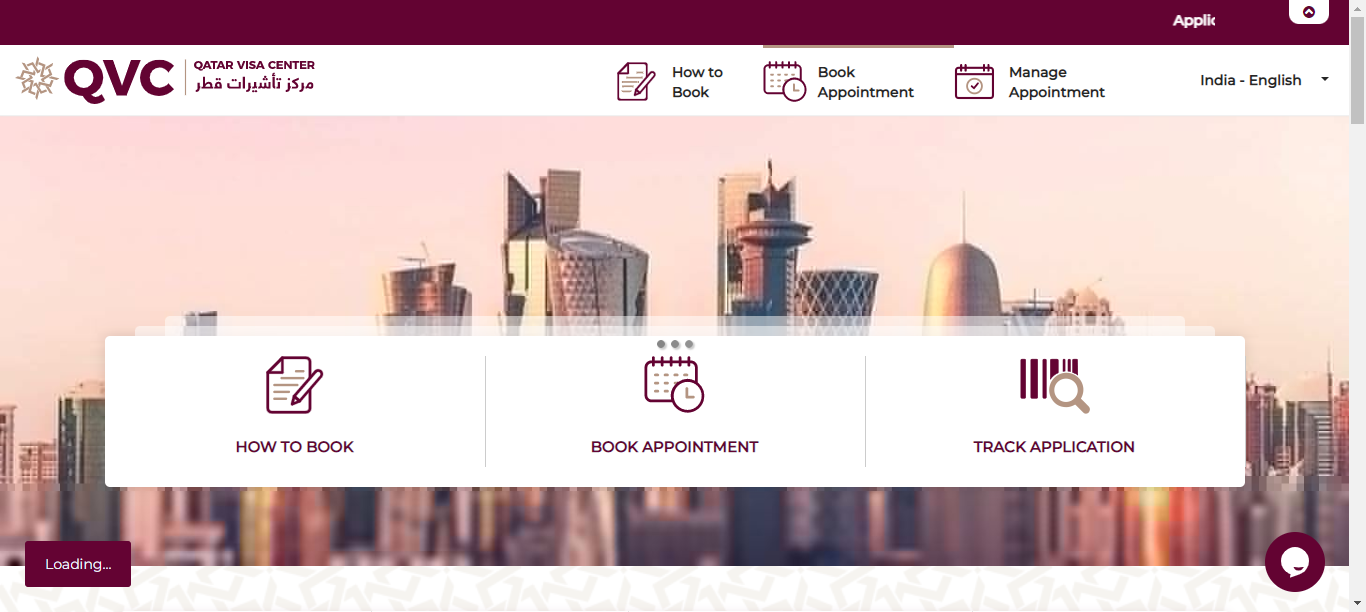 Applic
QVC
QATAR VISA CENTER
مركز تأشيرات قطر
How to
Book
Book
Appointment
Manage
Appointment
India - English
HOW TO BOOK
BOOK APPOINTMENT
TRACK APPLICATION
Loading...